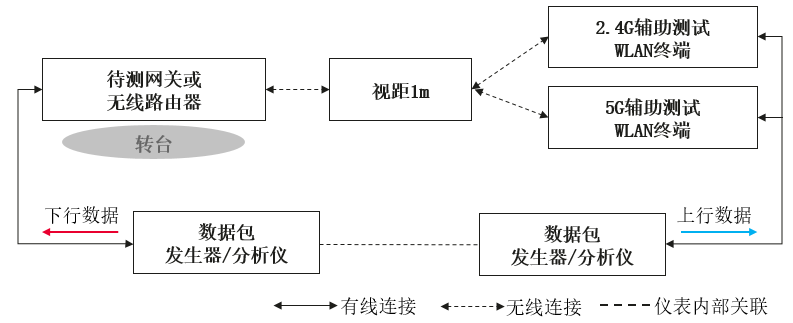 2.4G辅助测试
WLAN终端
待测网关或
无线路由器
视距1m
5G辅助测试
WLAN终端
转台
下行数据
数据包
发生器/分析仪
数据包
发生器/分析仪
上行数据
有线连接
无线连接
仪表内部关联